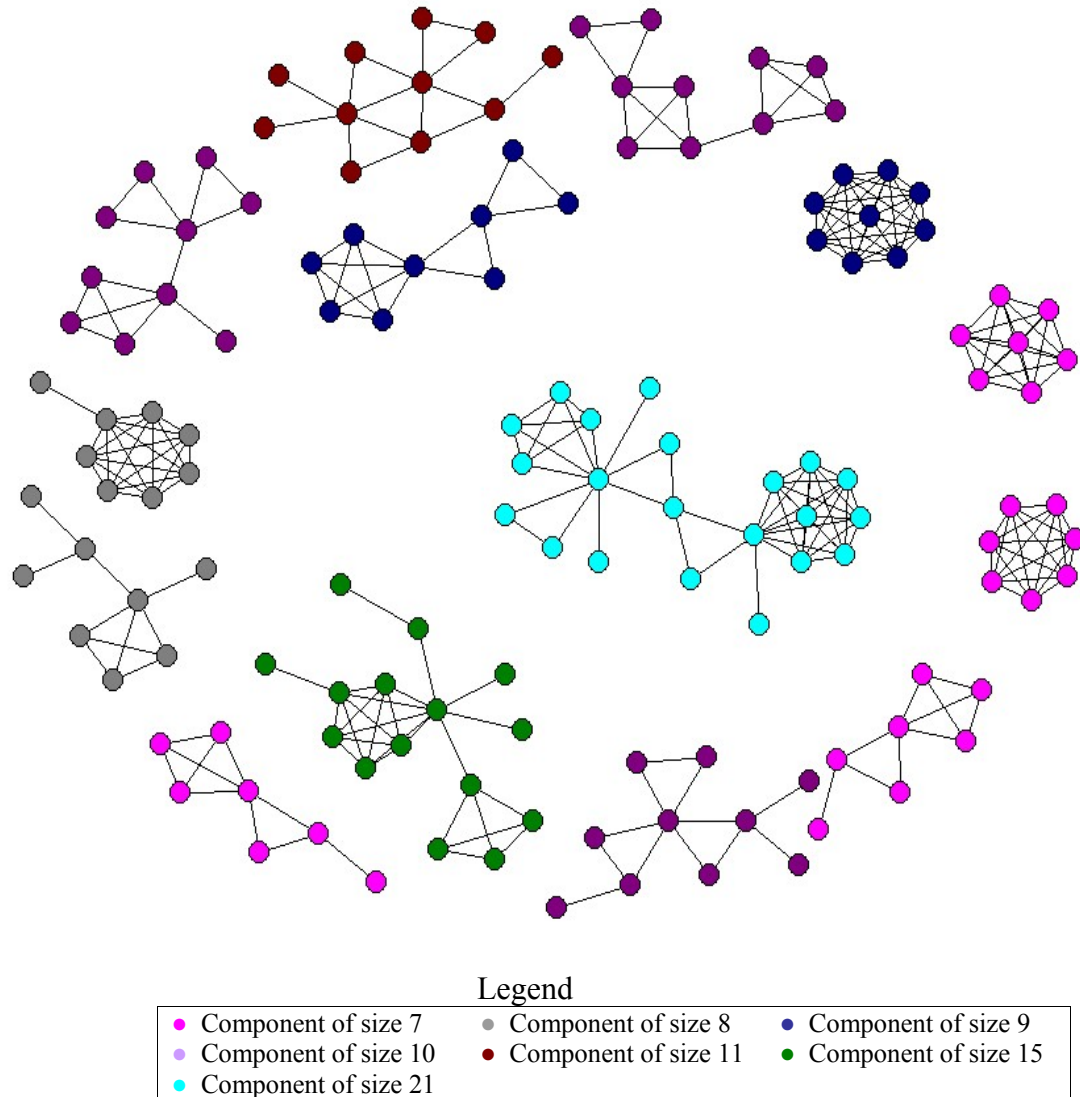 Legend
Component of size 7 Component of size 8 Component of size 9
Component of size 10 Component of size 11 Component of size 15
Component of size 21